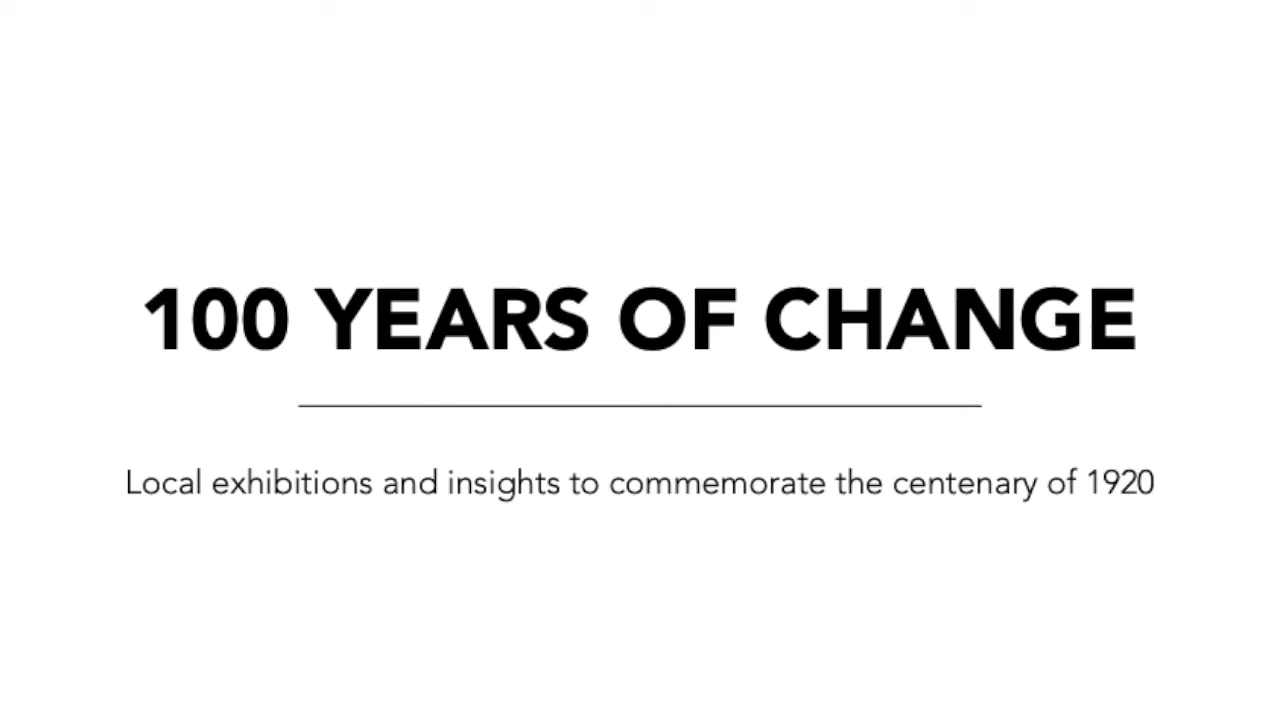 100 YEARS OF CHANGE
Local exhibitions and insights to commemorate the centenary of 1920